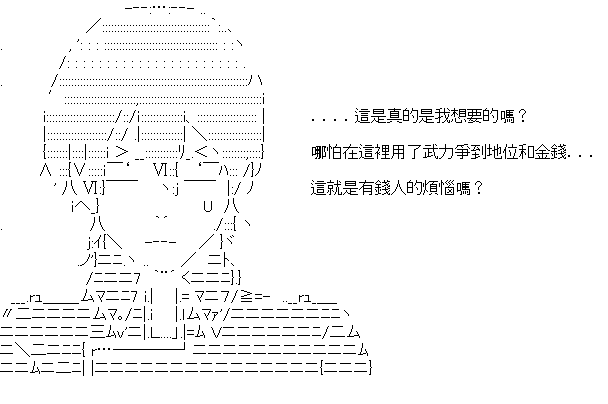 ....這是真的是我想要的嗎？
哪怕在這裡用了武力爭到地位和金錢...
這就是有錢人的煩惱嗎？